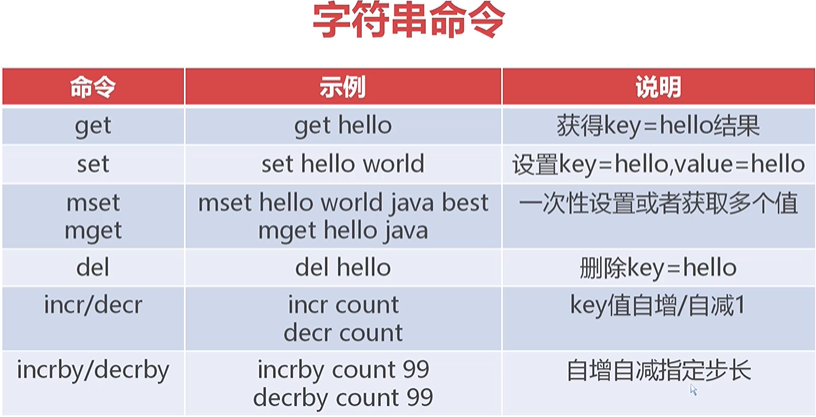 字符串命令
命令 示例 说明
get get hello 获得key=hello结果
set set hello world 设置key=hello,value=hello
mset mset hello world java best 一次性设置或者获取多个值
mget mget hello java
del del hello 删除key=hello
incr/decr incr count key值自增/自减1
decr count
incrby/decrby incrby count 99 自增自减指定步长
decrby count 99